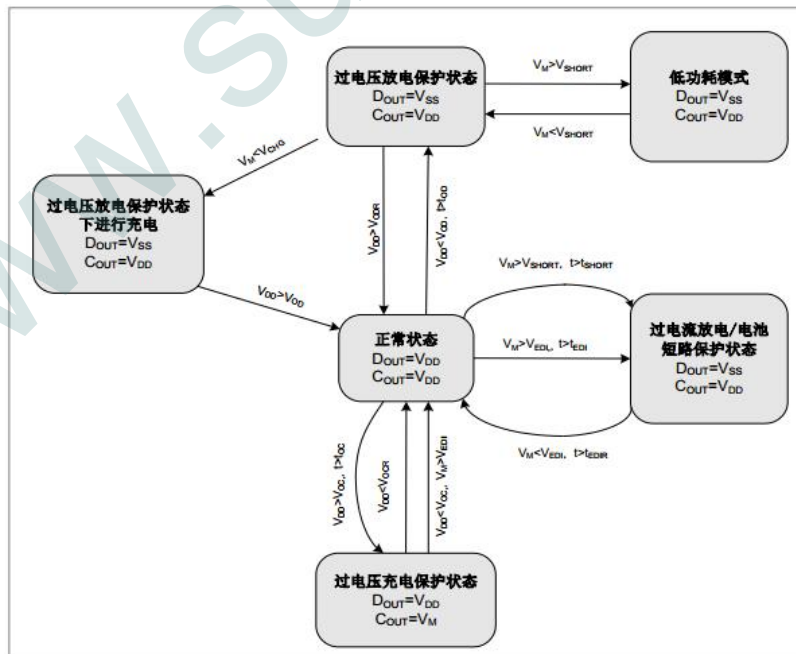 过电压放电保护状态
DOUT=VSS
COUT=VDD
VM>VSHORT
VM<VSHORT
低功耗模式
DOUT=VSS
COUT=VDD
VM<VCHG
过电压放电保护状态
下进行充电
DOUT=VSS
COUT=VDD
VDD>VODR
VDD<VOD, t>tOD
VDD>VOD
VM>VSHORT, t>tSHORT
正常状态
DOUT=VDD
COUT=VDD
VM>VEDI, t>tEDI
过电流放电/电池
短路保护状态
DOUT=VSS
COUT=VDD
VM<VEDI, t>tEDIR
VDD>VOC, t>tOC
VDD<VOCR
VDD<VOC, VM>VEDI
过电压充电保护状态
DOUT=VDD
COUT=VM
www.s